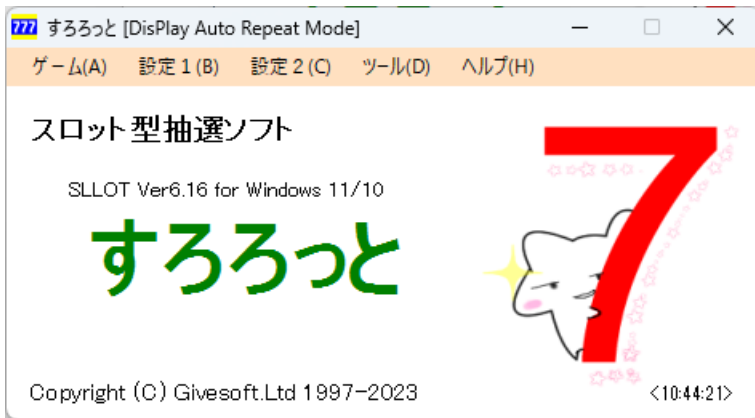 777 すろろっと [DisPlay Auto Repeat Mode]
ゲーム(A) 設定1(B) 設定2(C) ツール(D) ヘルプ(H)
スロット型抽選ソフト
SLLOT Ver6.16 for Windows 11/10
すろろっと
7
Copyright (C) Givesoft.Ltd 1997-2023
<10:44:21>